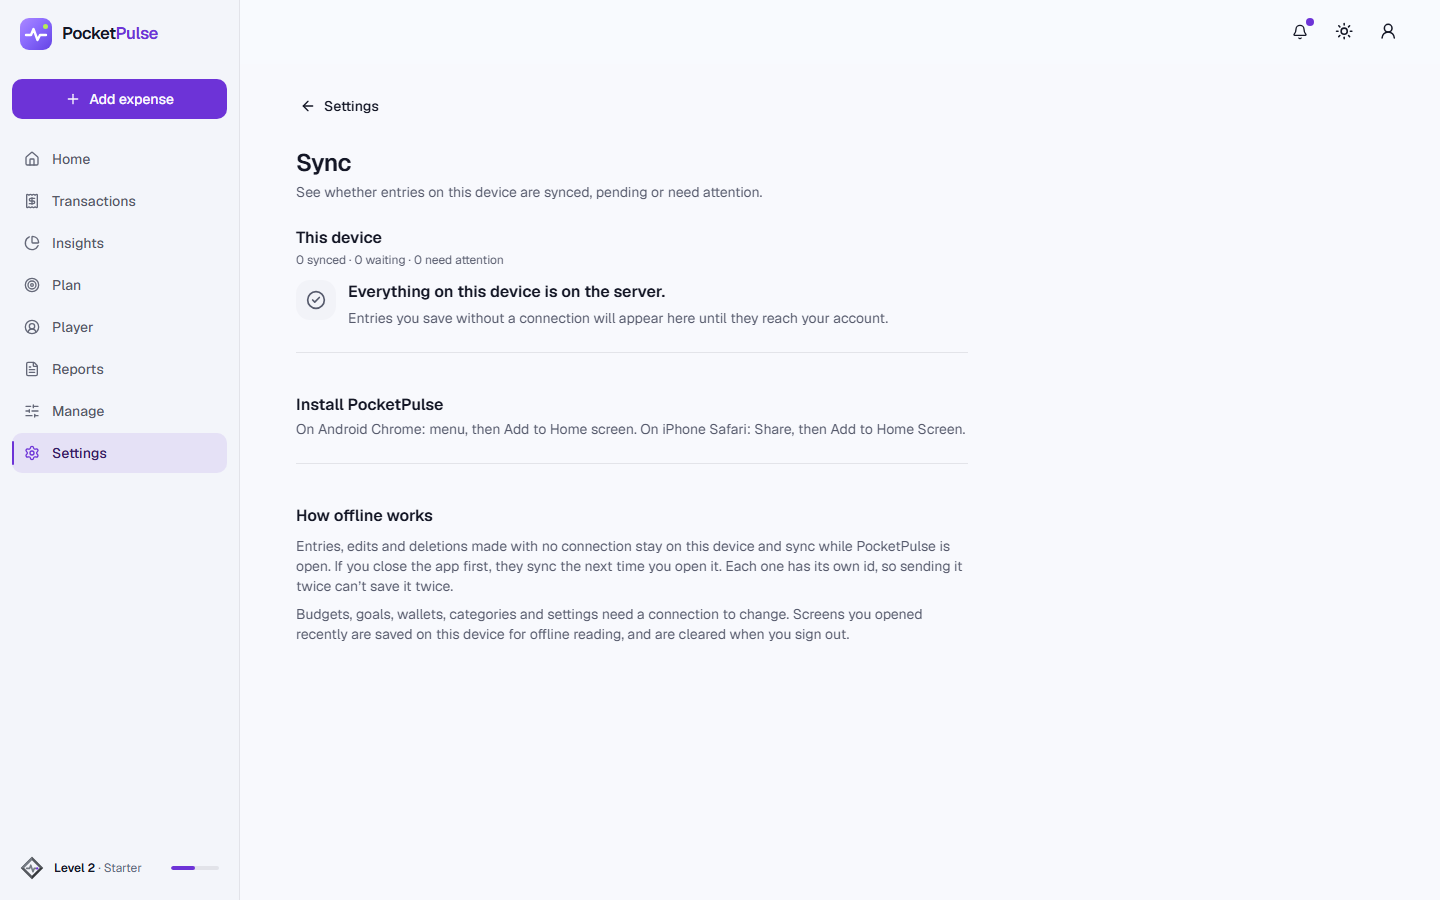 PocketPulse
Add expense
Home
Transactions
Insights
Plan
Player
Reports
Manage
Settings
Level 2 · Starter
Settings
Sync
See whether entries on this device are synced, pending or need attention.
This device
0 synced · 0 waiting · 0 need attention
Everything on this device is on the server.
Entries you save without a connection will appear here until they reach your account.
Install PocketPulse
On Android Chrome: menu, then Add to Home screen. On iPhone Safari: Share, then Add to Home Screen.
How offline works
Entries, edits and deletions made with no connection stay on this device and sync while PocketPulse is
open. If you close the app first, they sync the next time you open it. Each one has its own id, so sending it
twice can't save it twice.
Budgets, goals, wallets, categories and settings need a connection to change. Screens you opened
recently are saved on this device for offline reading, and are cleared when you sign out.